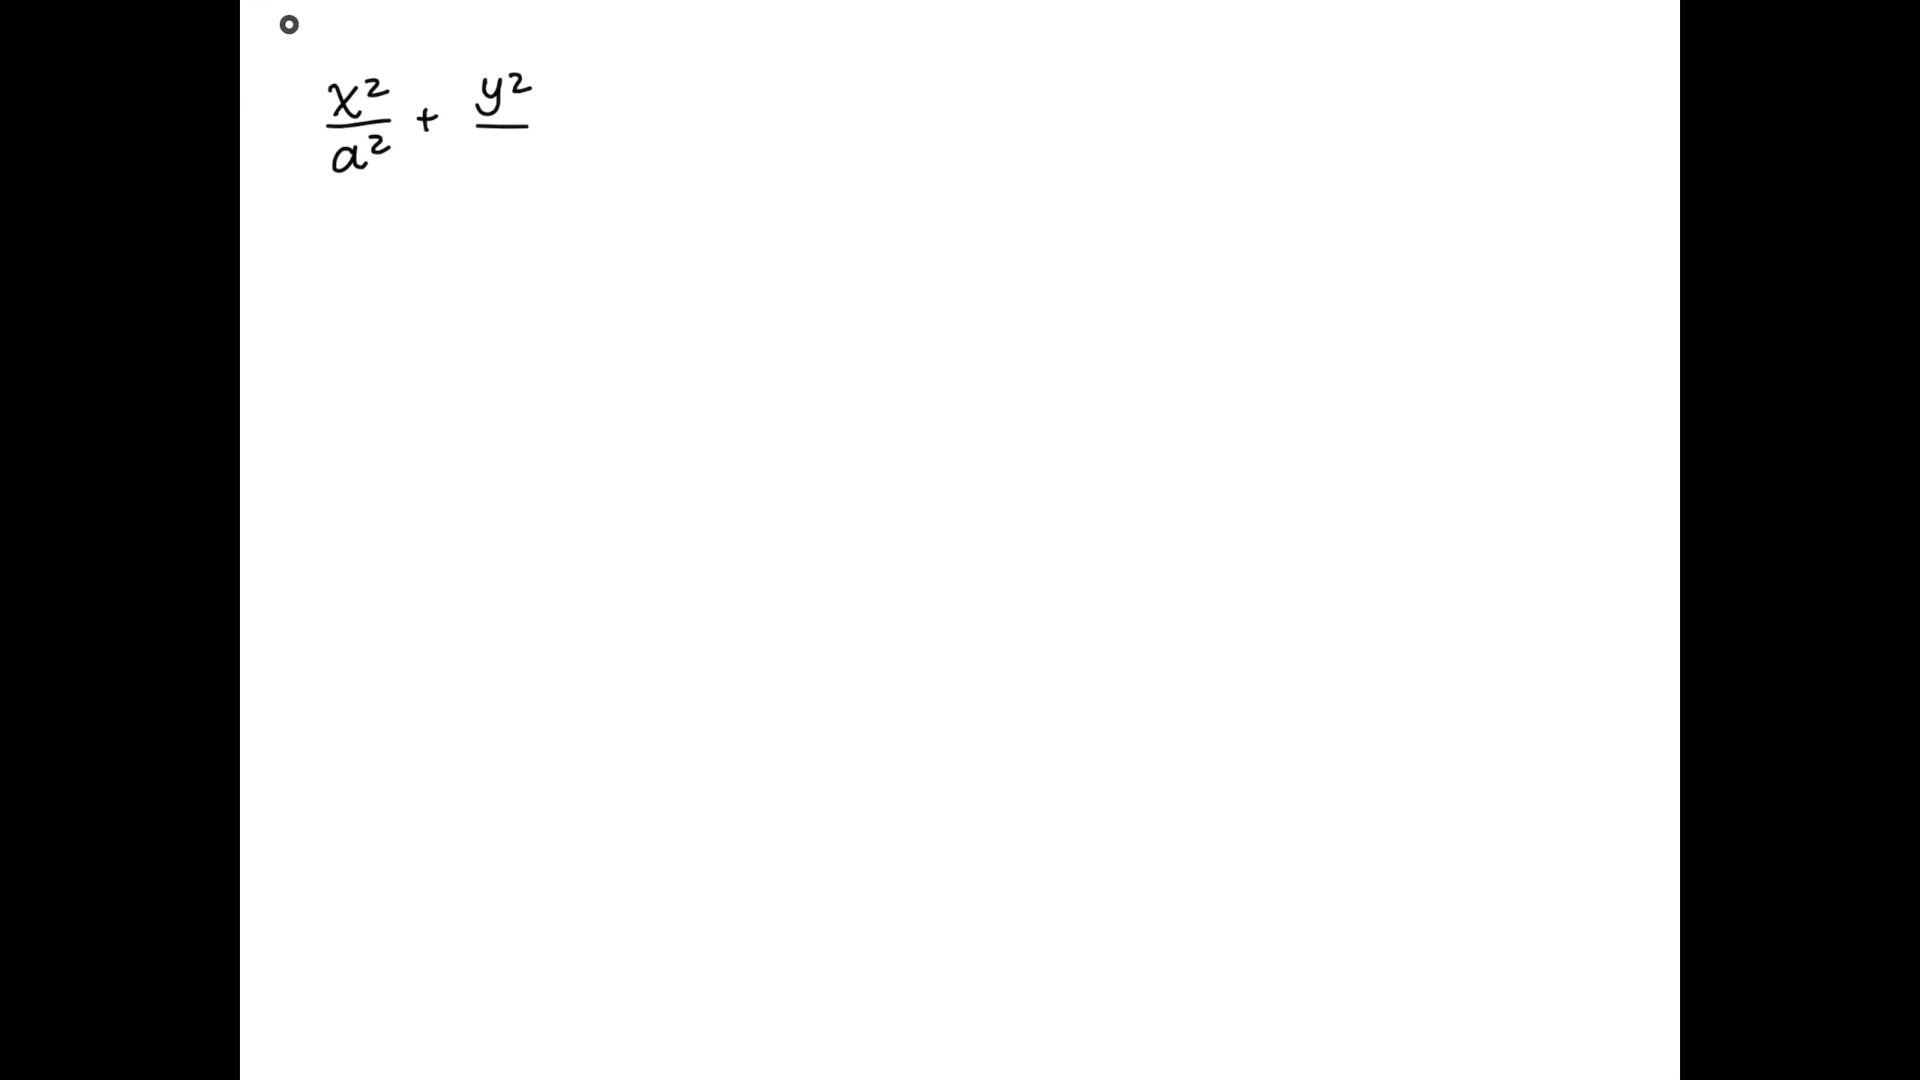 x²/a² + y²/